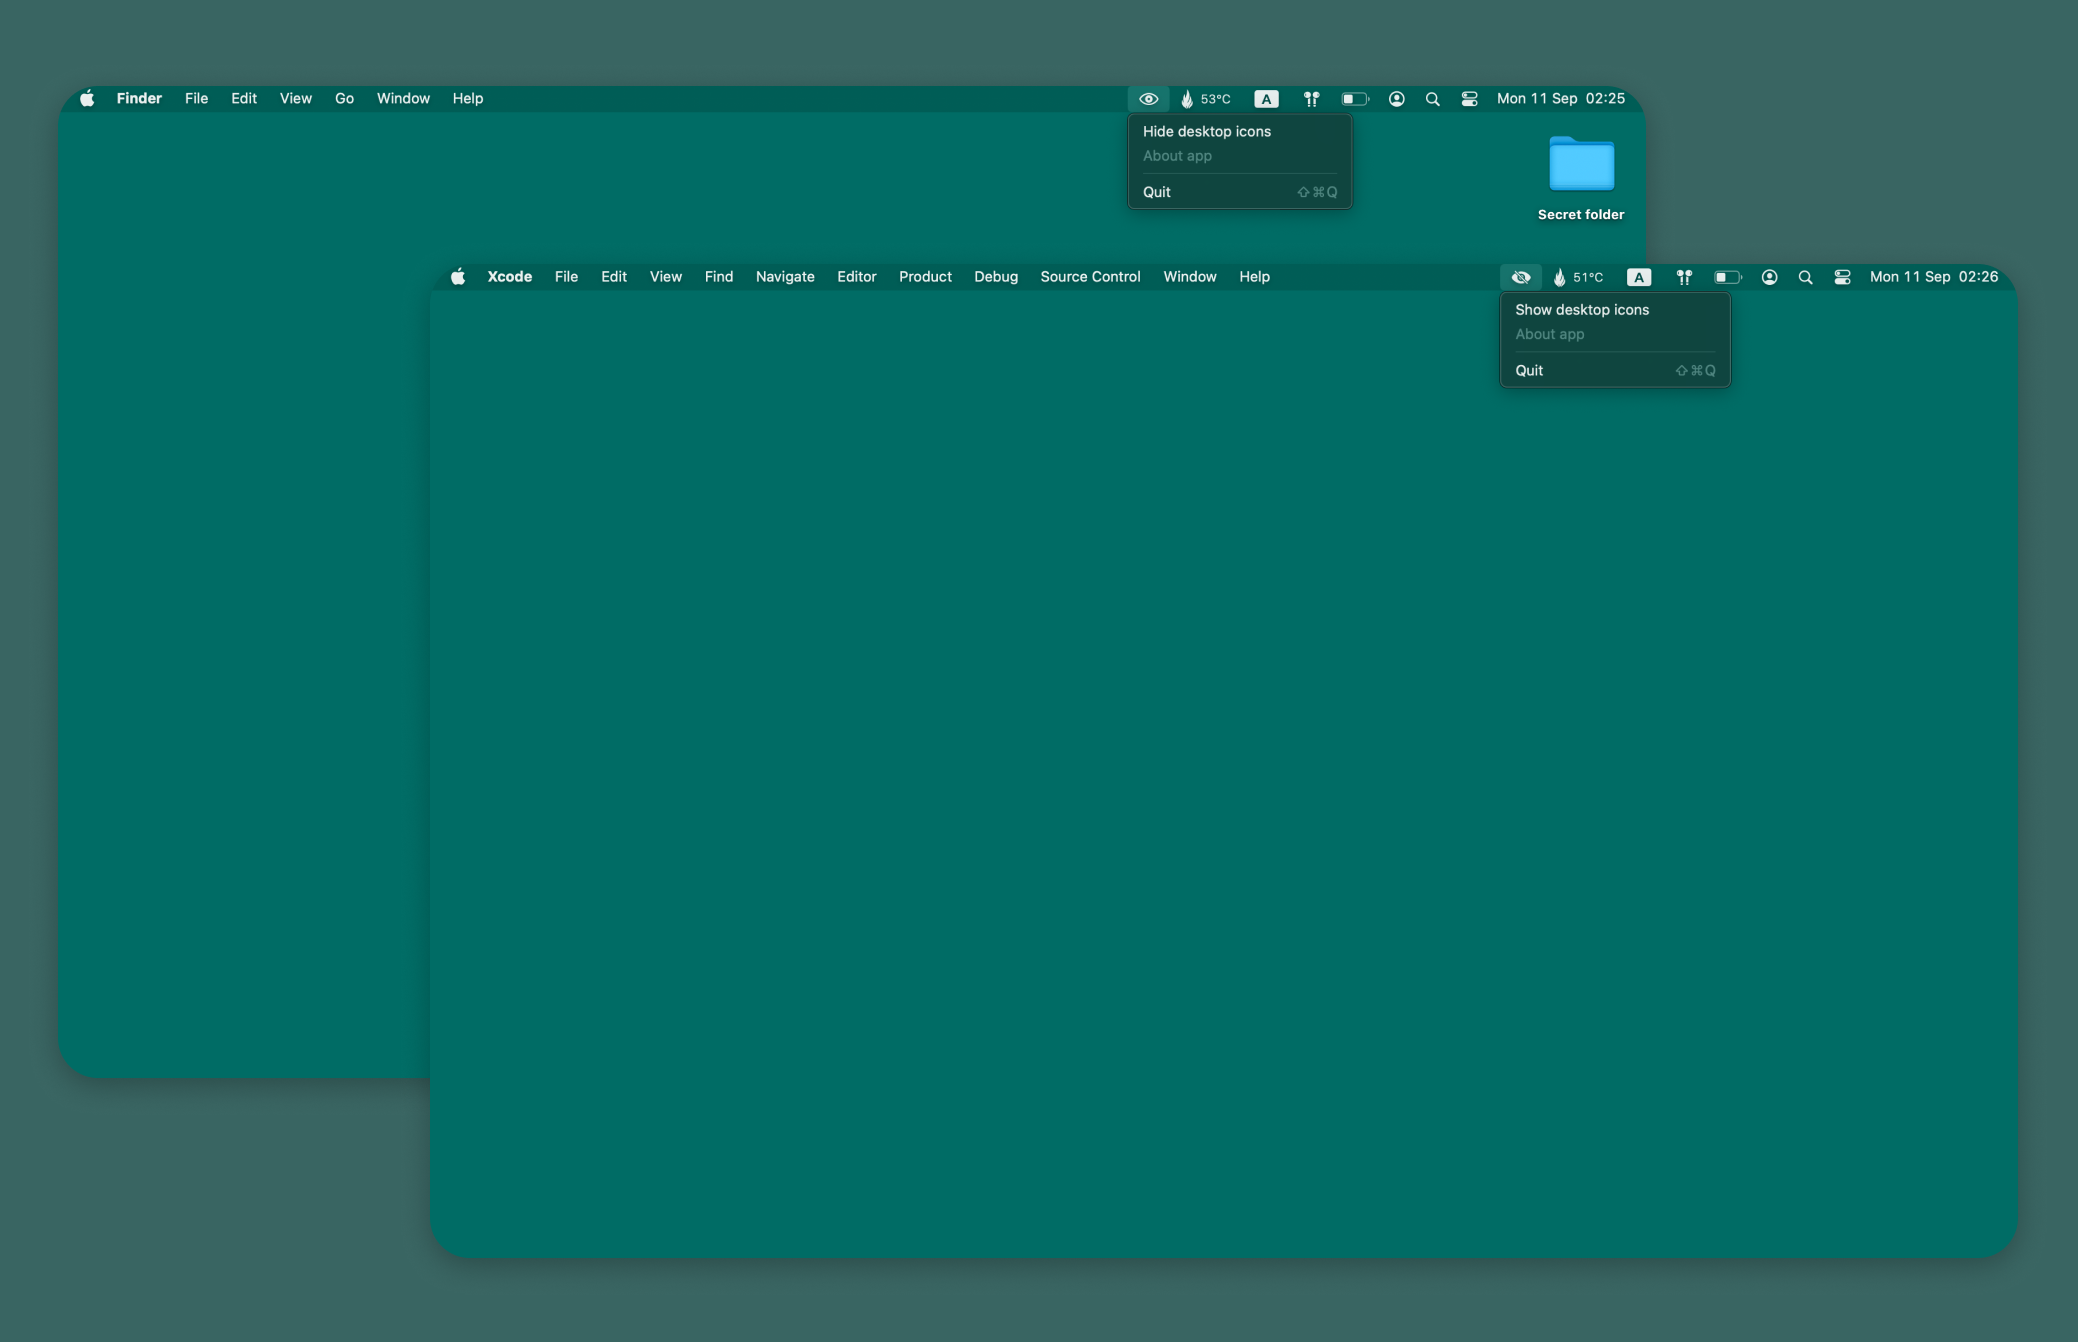 Finder File Edit View Go Window Help 53°C A Mon 11 Sep 02:25
Hide desktop icons
About app
Quit ⇧⌘Q
Secret folder
Xcode File Edit View Find Navigate Editor Product Debug Source Control Window Help 51°C A Mon 11 Sep 02:26
Show desktop icons
About app
Quit ⇧⌘Q